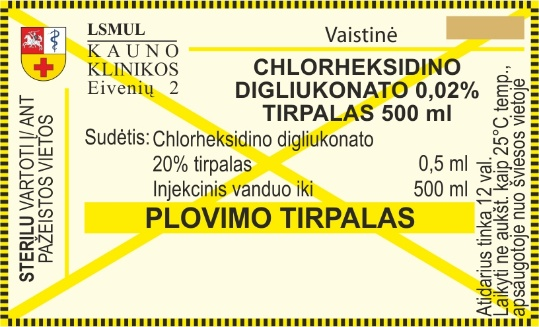 LSMUL
KAUNO
KLINIKOS
Eivenių 2
Vaistinė
CHLORHEKSIDINO
DIGLIUKONATO 0,02%
TIRPALAS 500 ml
Sudėtis: Chlorheksidino digliukonato
20% tirpalas 0,5 ml
Injekcinis vanduo iki 500 ml
PLOVIMO TIRPALAS
STERILU VARTOTI Į/ ANT
PAŽEISTOS VIETOS
Atidarius tinka 12 val.
Laikyti ne aukšt. kaip 25°C temp.,
apsaugotoje nuo šviesos vietoje